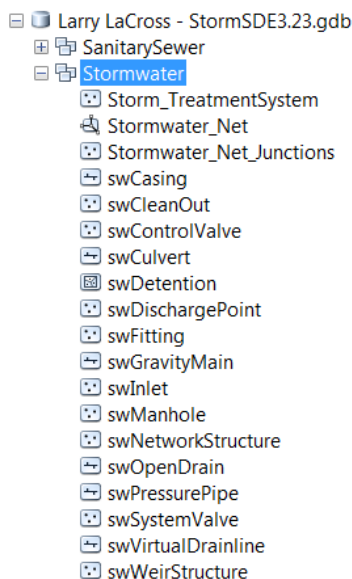 Larry LaCross - StormSDE3.23.gdb
SanitarySewer
Stormwater
Storm_TreatmentSystem
Stormwater_Net
Stormwater_Net_Junctions
swCasing
swCleanOut
swControlValve
swCulvert
swDetention
swDischargePoint
swFitting
swGravityMain
swInlet
swManhole
swNetworkStructure
swOpenDrain
swPressurePipe
swSystemValve
swVirtualDrainline
swWeirStructure